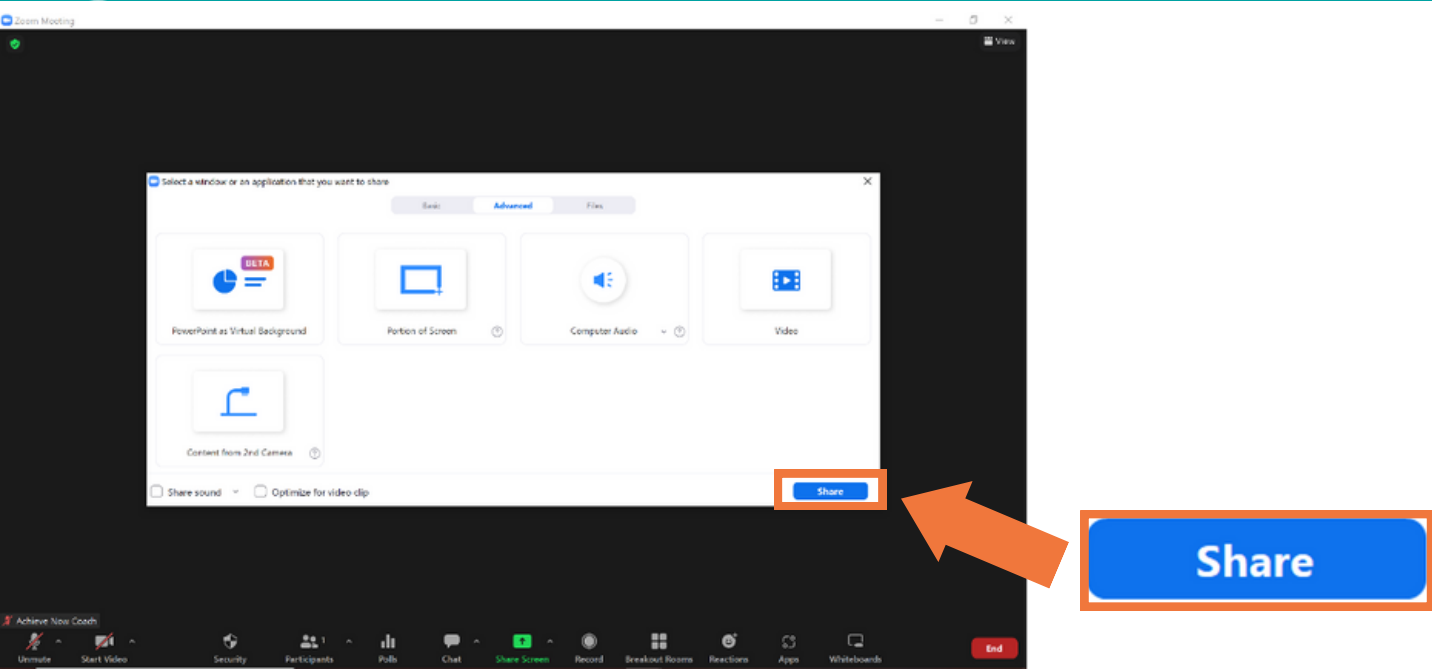 Zoom Meeting
View
Select a window or an application that you want to share
Basic Advanced Files
BETA
PowerPoint as Virtual Background
Portion of Screen
Computer Audio
Video
Content from 2nd Camera
Share sound
Optimize for video clip
Share
Share
Achieve Now Coach
Unmute
Start Video
Security
1
Participants
Polls
Chat
Share Screen
Record
Breakout Rooms
Reactions
Apps
Whiteboards
End